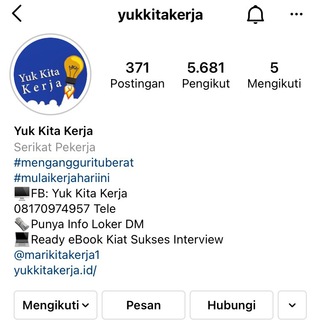 yukkitakerja
Yuk Kita
Kerja
371
5.681
5
Postingan
Pengikut
Mengikuti
Yuk Kita Kerja
Serikat Pekerja
#menganggurituberat
#mulaikerjahariini
🖥️FB: Yuk Kita Kerja
08170974957 Tele
🗞️Punya Info Loker DM
💻Ready eBook Kiat Sukses Interview
@marikitakerja1
yukkitakerja.id/
Mengikuti
Pesan
Hubungi